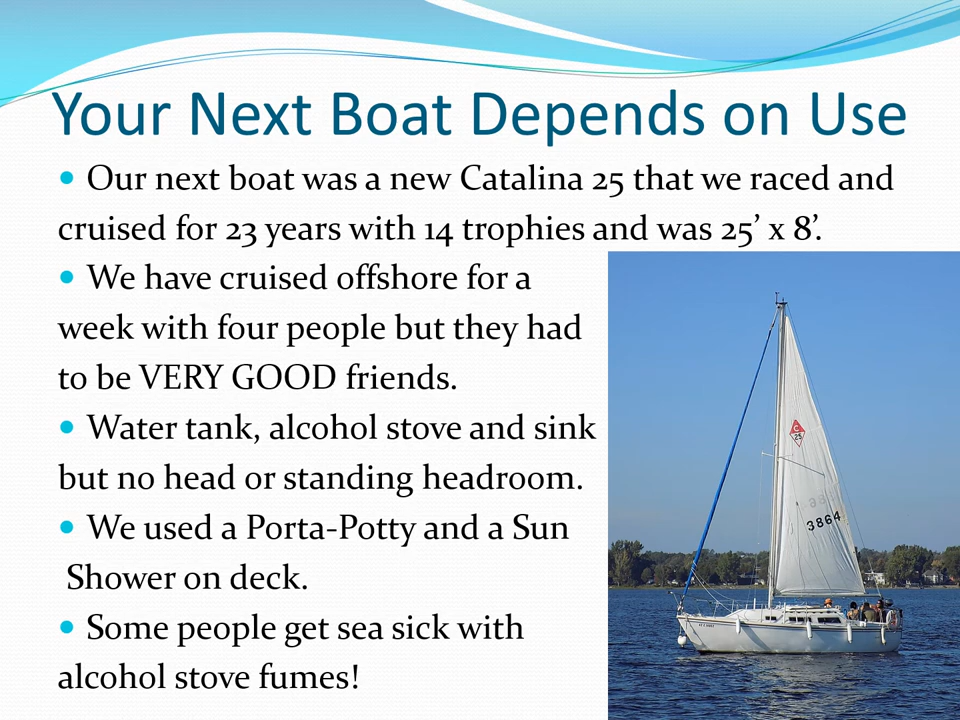 Your Next Boat Depends on Use
• Our next boat was a new Catalina 25 that we raced and
cruised for 23 years with 14 trophies and was 25’ x 8’.
• We have cruised offshore for a
week with four people but they had
to be VERY GOOD friends.
• Water tank, alcohol stove and sink
but no head or standing headroom.
• We used a Porta-Potty and a Sun
Shower on deck.
• Some people get sea sick with
alcohol stove fumes!
C
25
3864